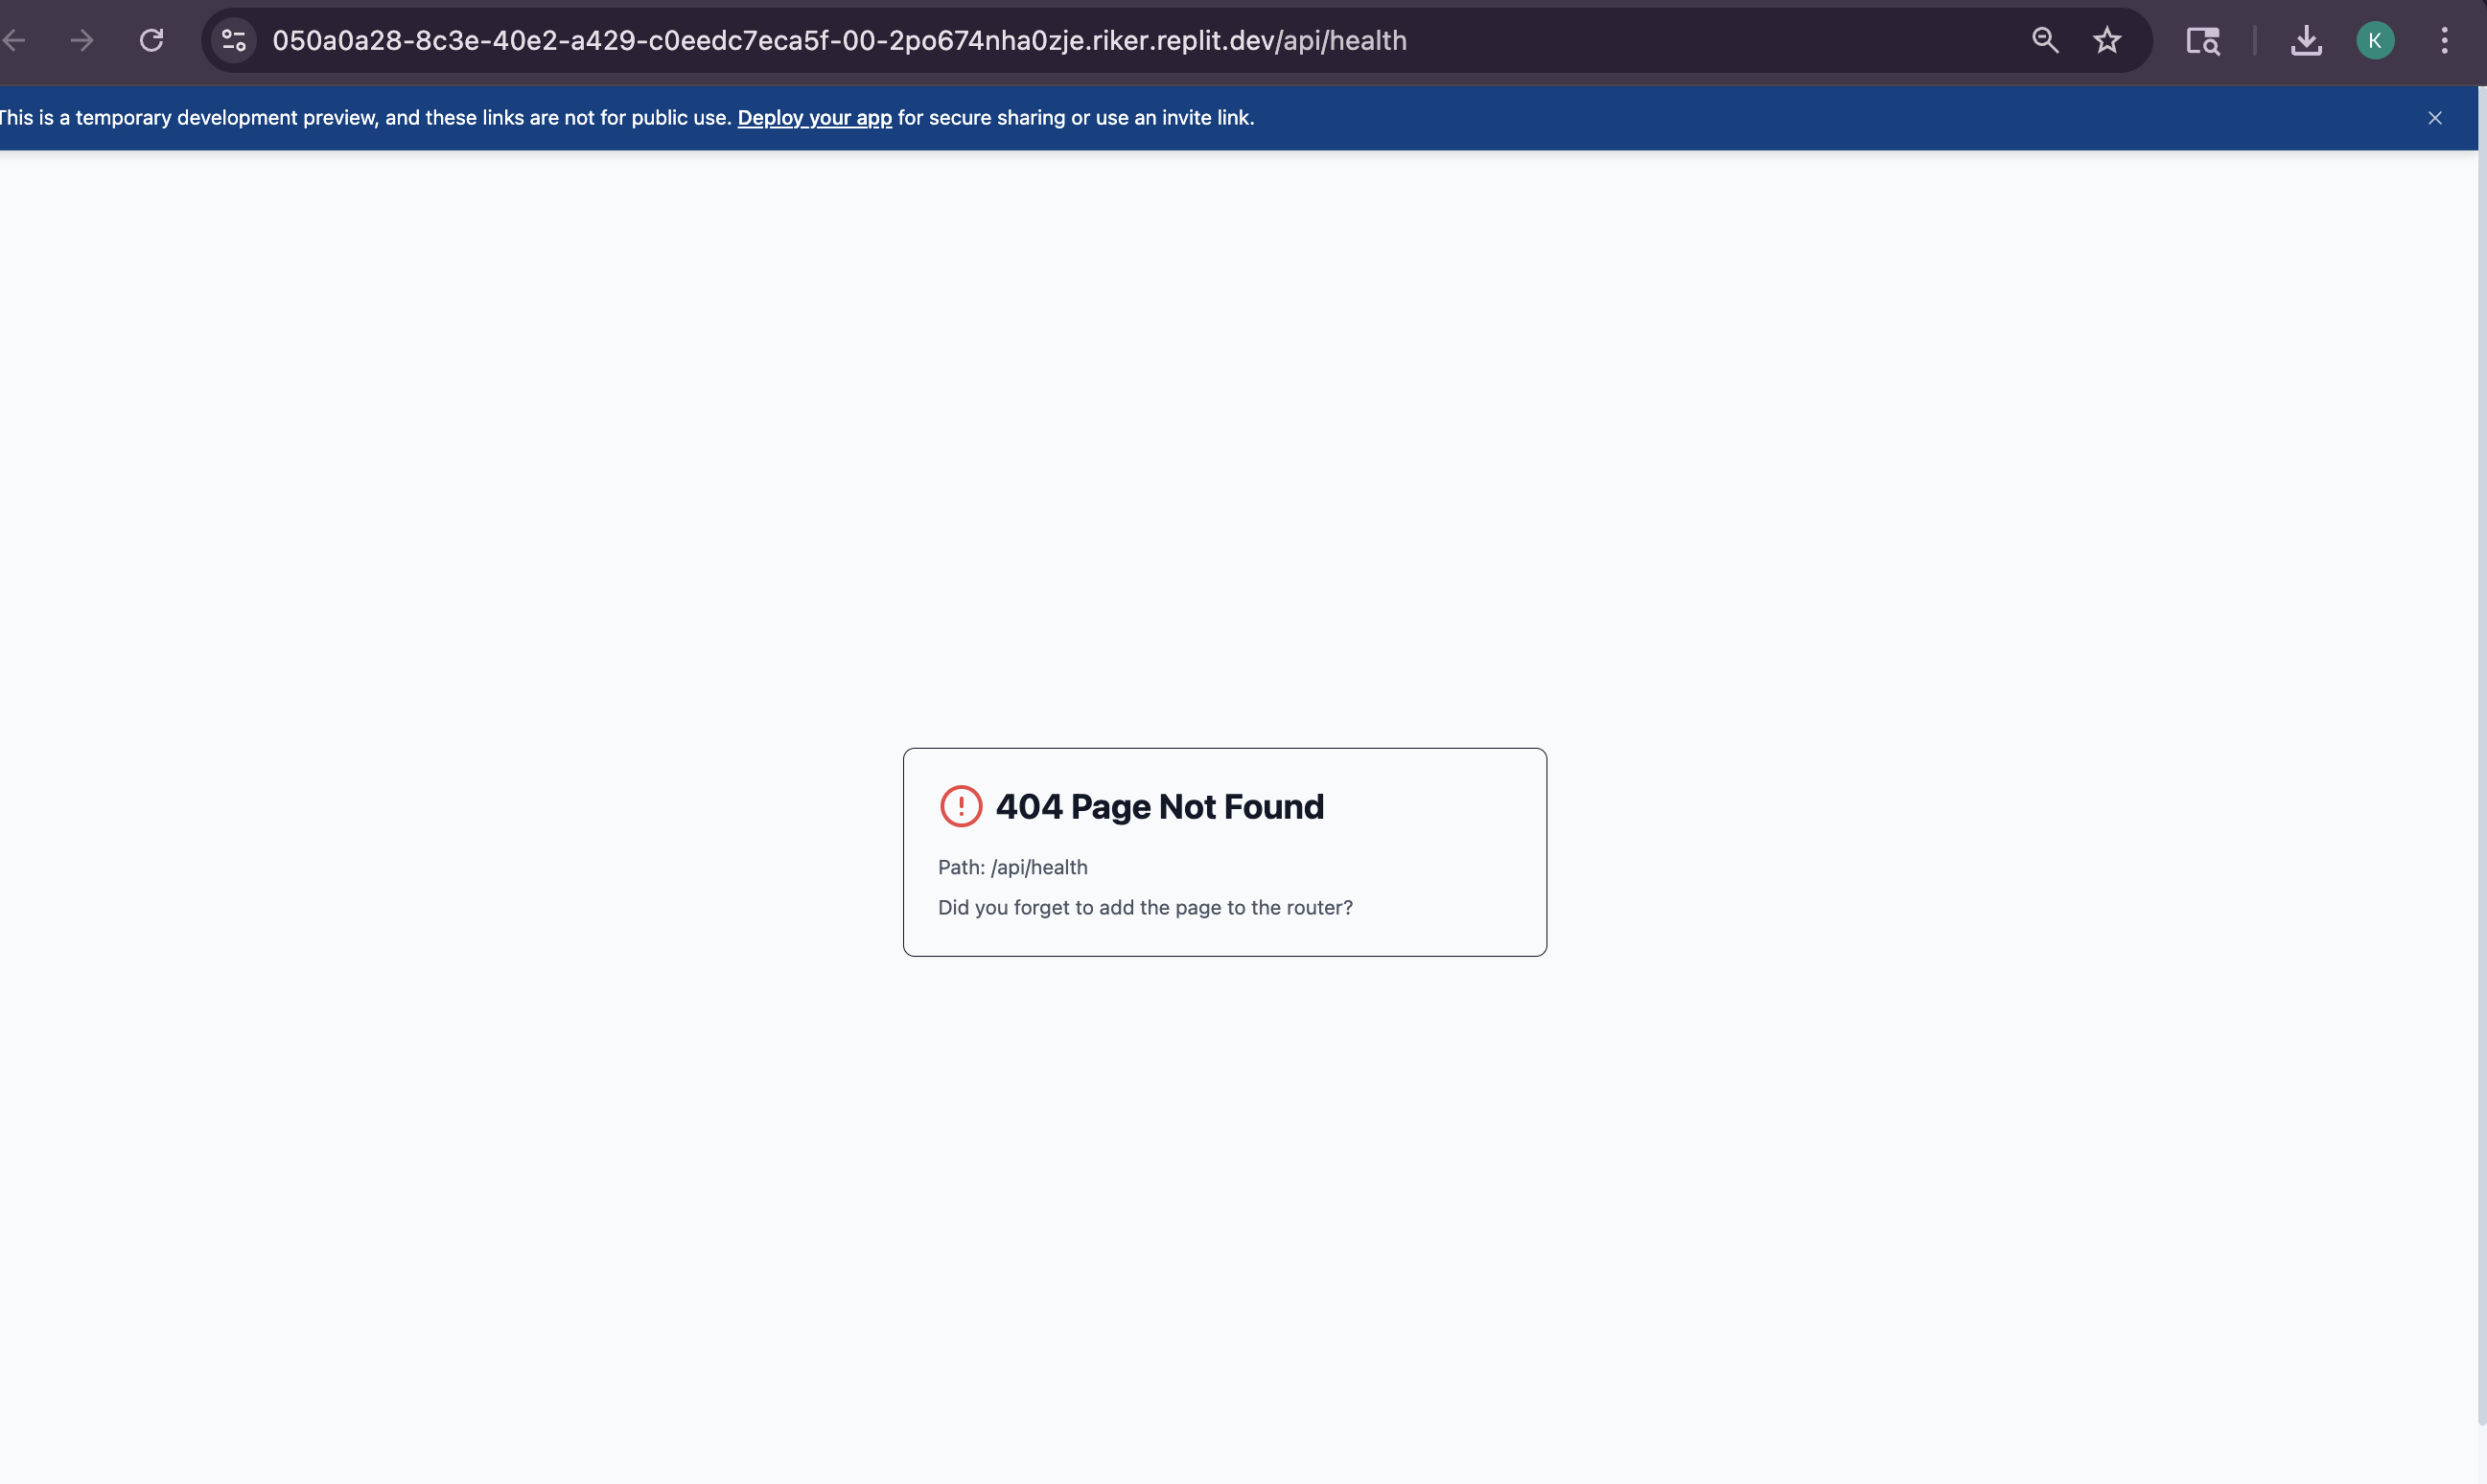 050a0a28-8c3e-40e2-a429-c0eedc7eca5f-00-2po674nha0zje.riker.replit.dev/api/health
K
This is a temporary development preview, and these links are not for public use. Deploy your app for secure sharing or use an invite link.
404 Page Not Found
Path: /api/health
Did you forget to add the page to the router?